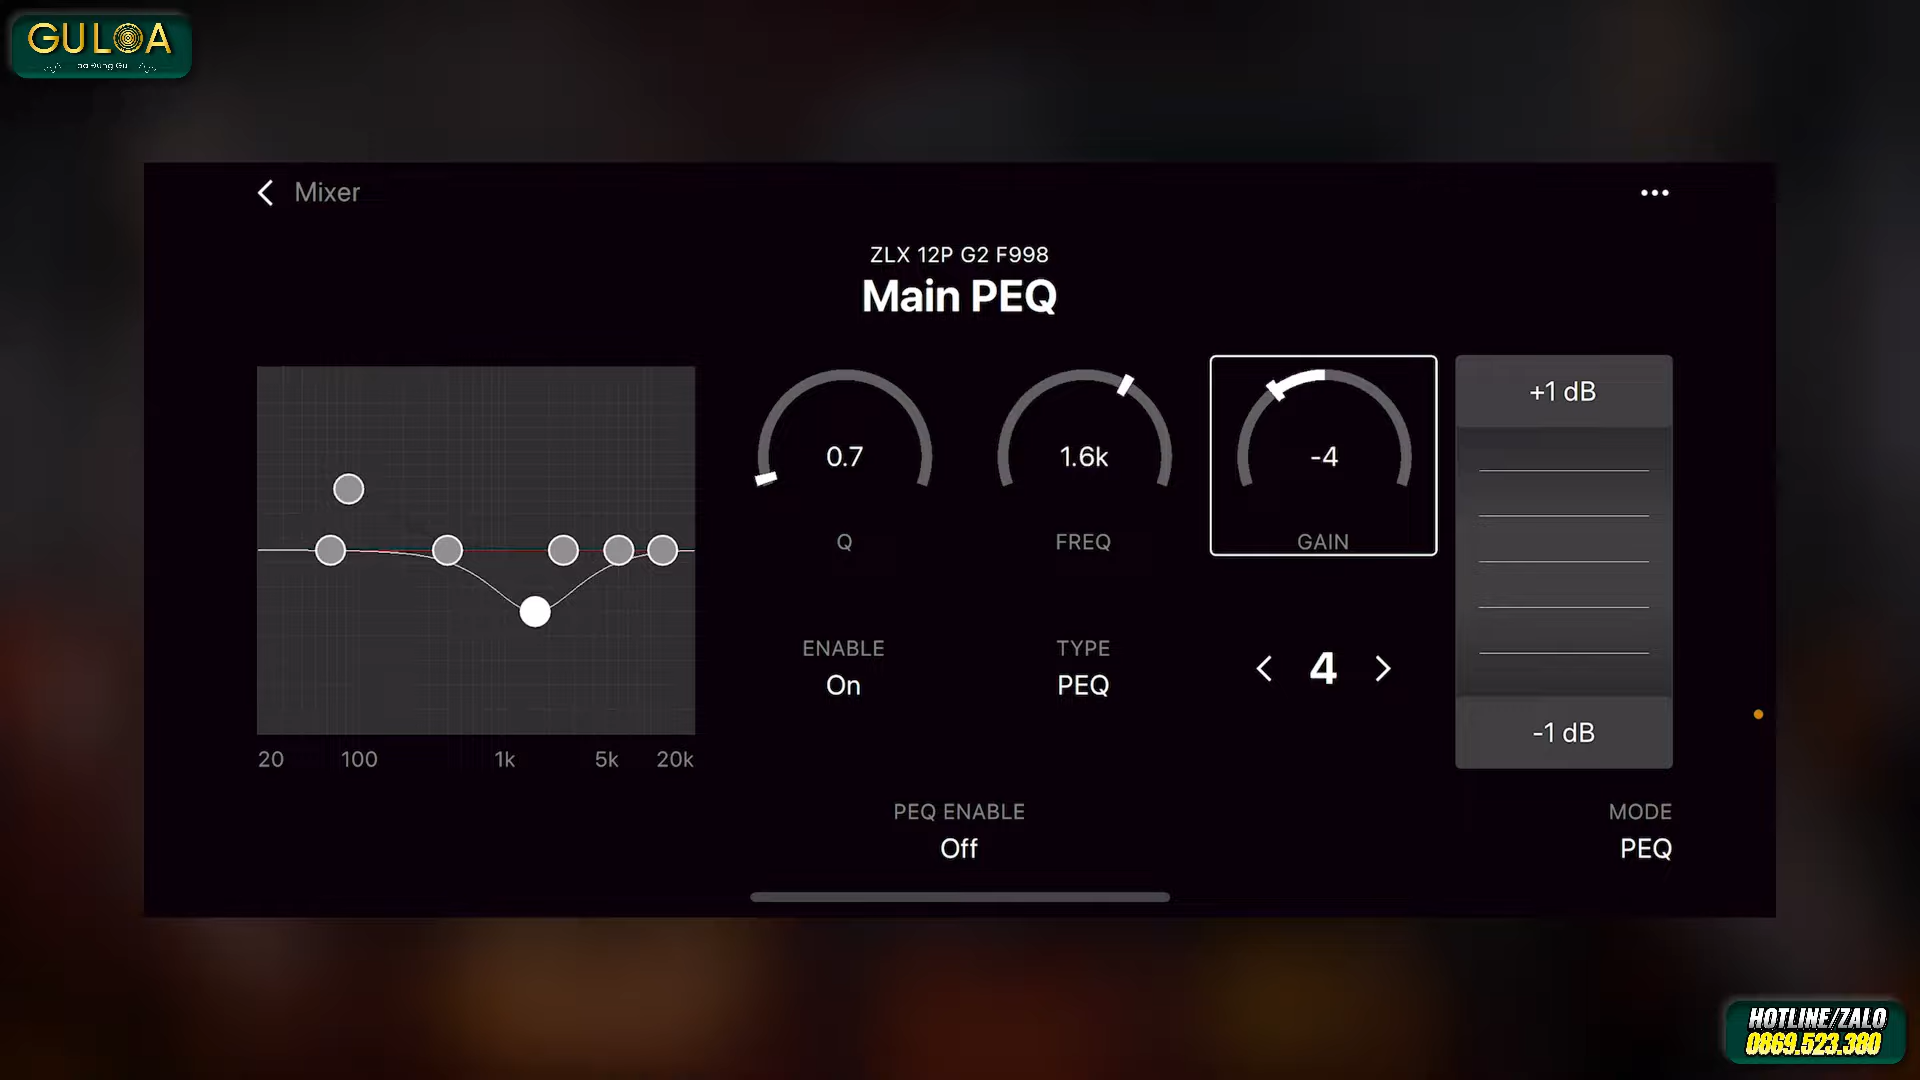 GULOA
Mixer
ZLX 12P G2 F998
Main PEQ
+1 dB
0.7
1.6k
-4
Q
FREQ
GAIN
ENABLE
On
TYPE
PEQ
4
-1 dB
20
100
1k
5k
20k
PEQ ENABLE
Off
MODE
PEQ
HOTLINE/ZALO
0869.523.380